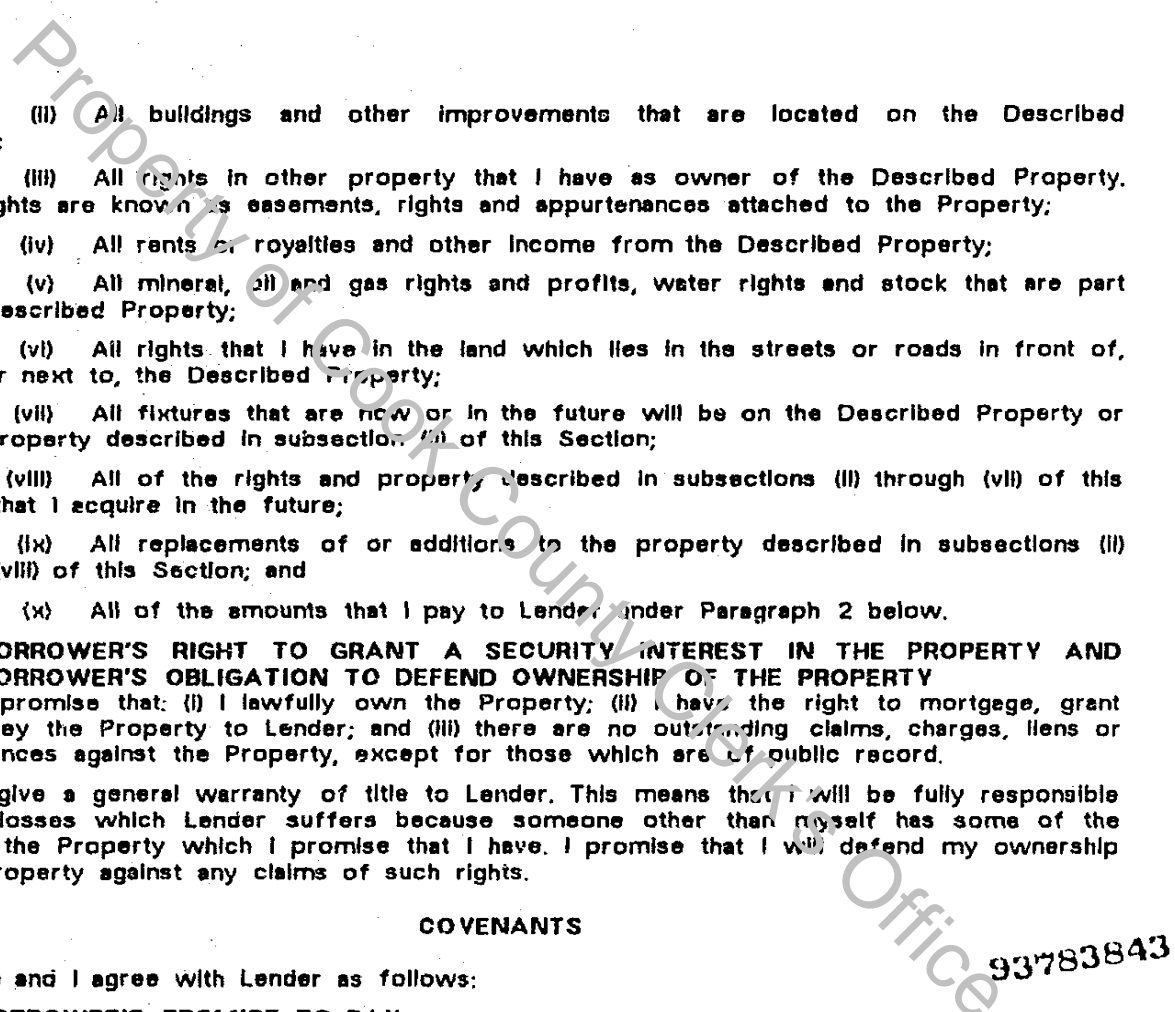 (ii) All buildings and other improvements that are located on the Described
;
(iii) All rights in other property that I have as owner of the Described Property.
ghts are known as easements, rights and appurtenances attached to the Property;
(iv) All rents or royalties and other income from the Described Property;
(v) All mineral, oil and gas rights and profits, water rights and stock that are part
escribed Property;
(vi) All rights that I have in the land which lies in the streets or roads in front of,
r next to, the Described Property;
(vii) All fixtures that are now or in the future will be on the Described Property or
roperty described in subsection (ii) of this Section;
(viii) All of the rights and property described in subsections (ii) through (vii) of this
that I acquire in the future;
(ix) All replacements of or additions to the property described in subsections (ii)
viii) of this Section; and
(x) All of the amounts that I pay to Lender under Paragraph 2 below.
ORROWER'S RIGHT TO GRANT A SECURITY INTEREST IN THE PROPERTY AND
ORROWER'S OBLIGATION TO DEFEND OWNERSHIP OF THE PROPERTY
promise that: (i) I lawfully own the Property; (ii) I have the right to mortgage, grant
ey the Property to Lender; and (iii) there are no outstanding claims, charges, liens or
nces against the Property, except for those which are of public record.
give a general warranty of title to Lender. This means that I will be fully responsible
losses which Lender suffers because someone other than myself has some of the
the Property which I promise that I have. I promise that I will defend my ownership
roperty against any claims of such rights.
COVENANTS
and I agree with Lender as follows:
93783843
Property of Cook County Clerk's Office